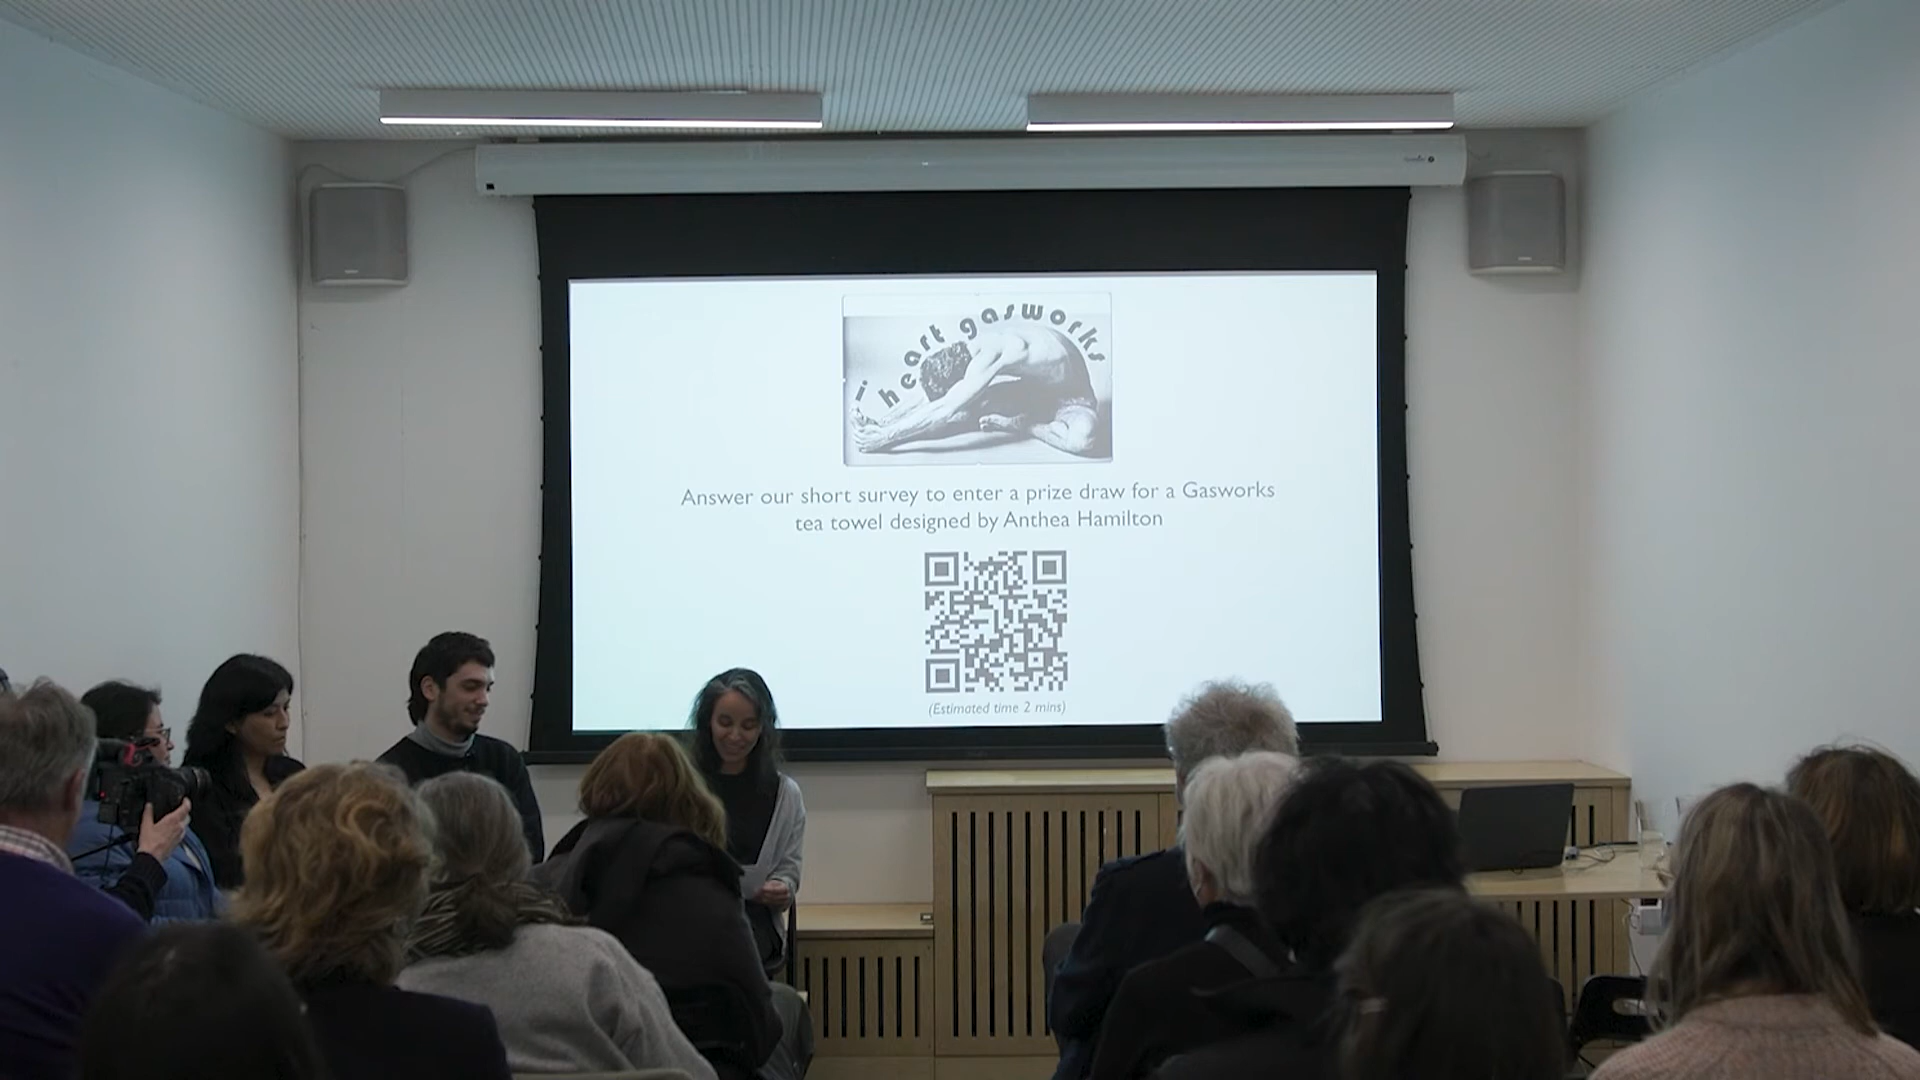 i heart gasworks
Answer our short survey to enter a prize draw for a Gasworks
tea towel designed by Anthea Hamilton
(Estimated time 2 mins)